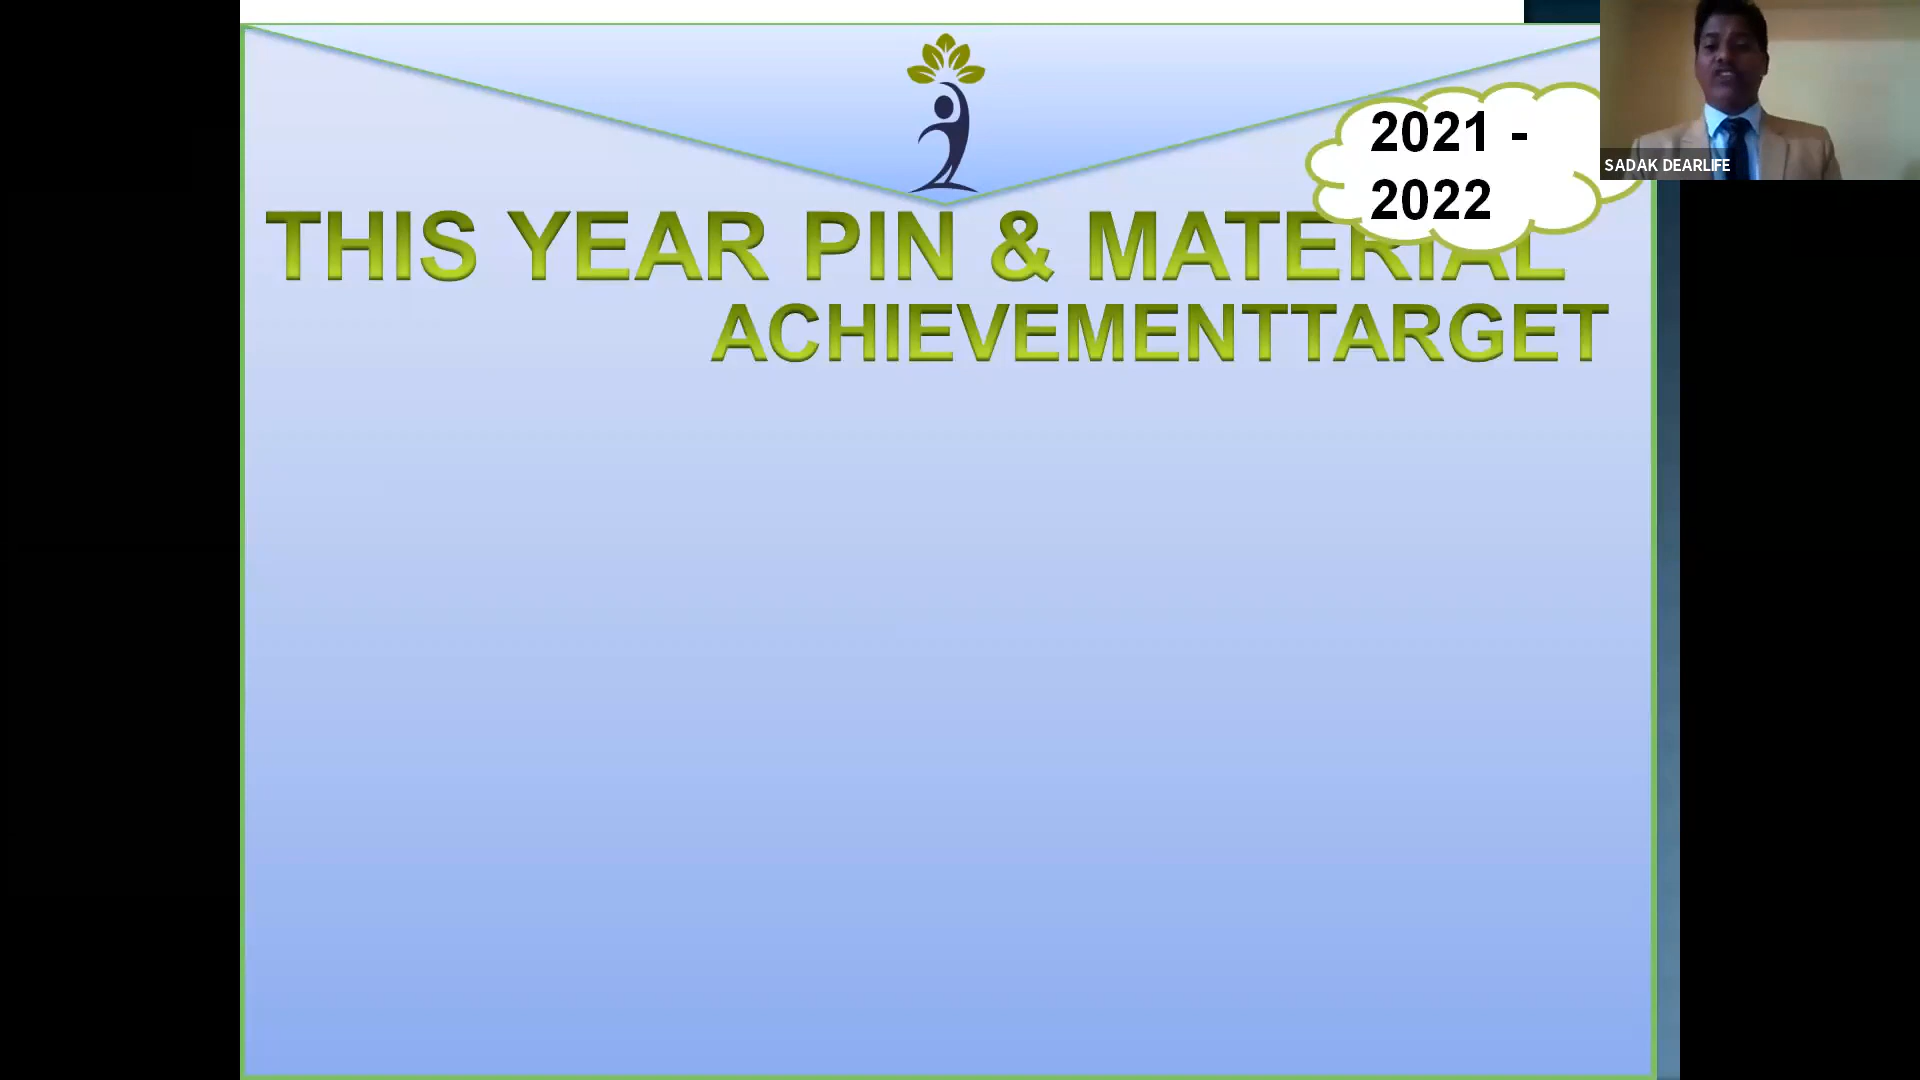 2021 -
2022
SADAK DEARLIFE
THIS YEAR PIN & MATERIAL
ACHIEVEMENTTARGET